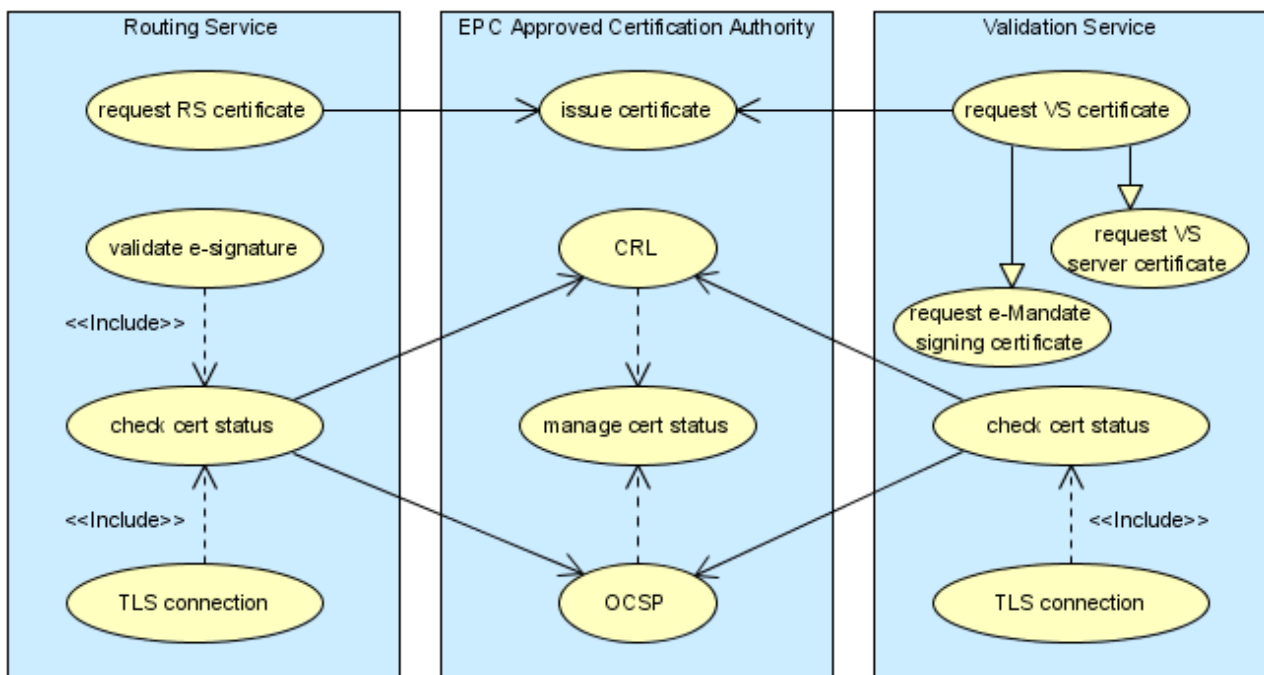 Routing Service
EPC Approved Certification Authority
Validation Service
request RS certificate
issue certificate
request VS certificate
validate e-signature
CRL
request VS
server certificate
<<Include>>
request e-Mandate
signing certificate
check cert status
manage cert status
check cert status
<<Include>>
<<Include>>
TLS connection
OCSP
TLS connection